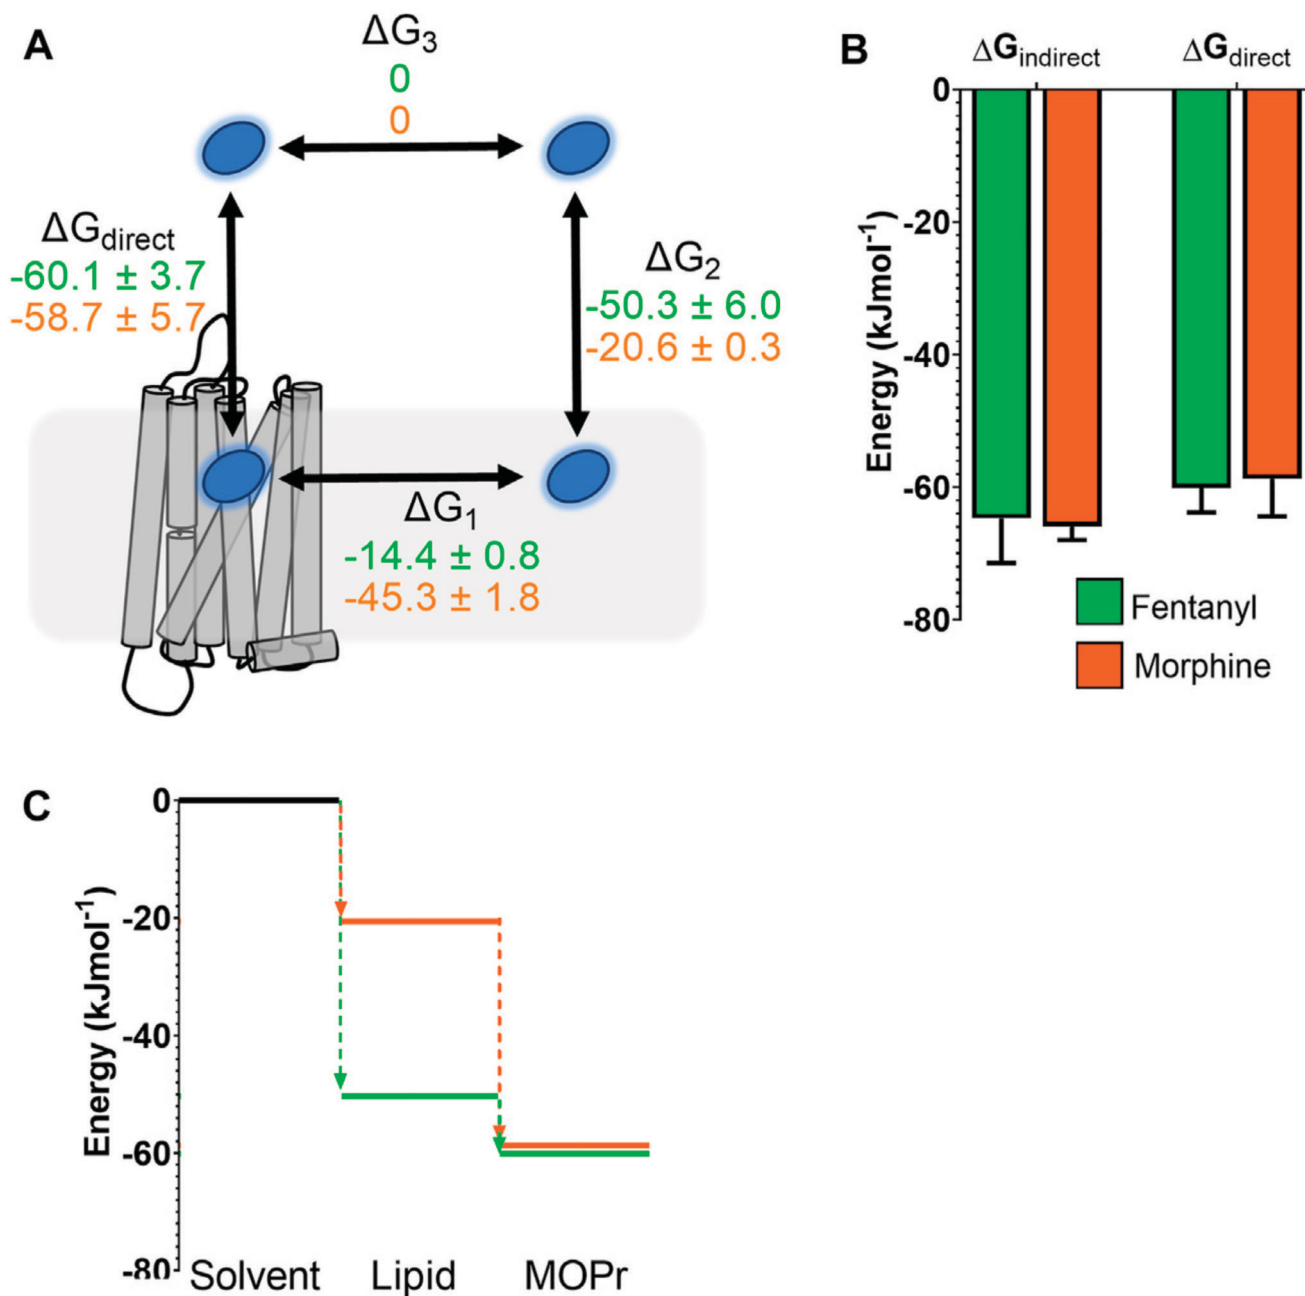 A
ΔG3
0
0
ΔGdirect
-60.1 ± 3.7
-58.7 ± 5.7
ΔG2
-50.3 ± 6.0
-20.6 ± 0.3
ΔG1
-14.4 ± 0.8
-45.3 ± 1.8
B
ΔGindirect ΔGdirect
0
-20
-40
-60
-80
Energy (kJmol-1)
Fentanyl
Morphine
C
0
-20
-40
-60
-80
Energy (kJmol-1)
Solvent Lipid MOPr